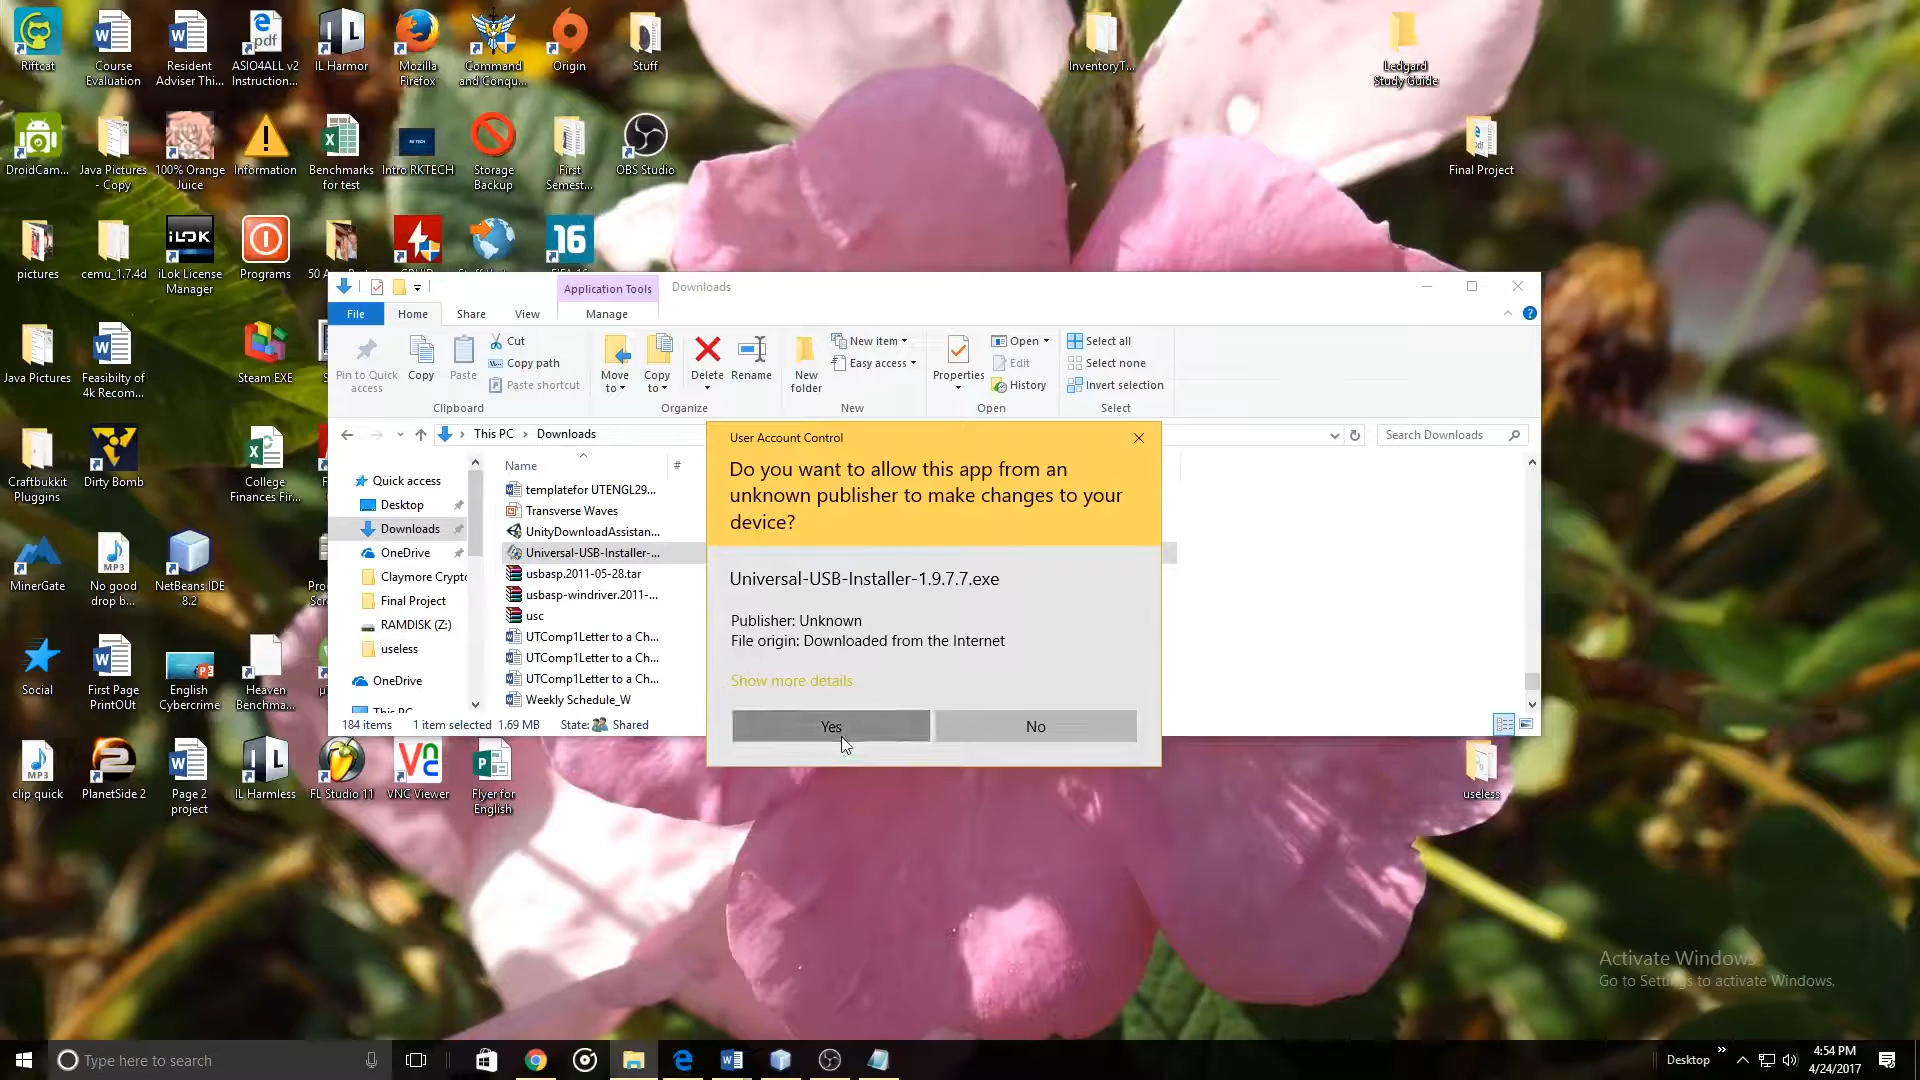 Riftcat
Course
Evaluation
Resident
Adviser Thi...
ASIO4ALL v2
Instruction...
IL Harmor
Mozilla
Firefox
Command
and Conqu...
Origin
Stuff
InventoryT...
Ledgard
Study Guide
DroidCam...
Java Pictures
- Copy
100% Orange
Juice
Information
Benchmarks
for test
Intro RKTECH
Storage
Backup
First
Semest...
OBS Studio
Final Project
pictures
cemu_1.7.4d
iLok License
Manager
Programs
Java Pictures
Feasibilty of
4k Recom...
Steam EXE
Craftbukkit
Pluggins
Dirty Bomb
College
Finances Fir...
MinerGate
No good
drop b...
NetBeans IDE
8.2
Social
First Page
PrintOUt
English
Cybercrime
Heaven
Benchma...
clip quick
PlanetSide 2
Page 2
project
IL Harmless
FL Studio 11
VNC Viewer
Flyer for
English
useless
Application Tools
Downloads
File
Home
Share
View
Manage
Pin to Quick
access
Copy
Paste
Cut
Copy path
Paste shortcut
Clipboard
Move
to
Copy
to
Delete
Rename
Organize
New
folder
New item
Easy access
New
Properties
Open
Edit
History
Open
Select all
Select none
Invert selection
Select
This PC > Downloads
Search Downloads
Quick access
Desktop
Downloads
OneDrive
Claymore Crypto
Final Project
RAMDISK (Z:)
useless
OneDrive
This PC
Name
#
templatefor UTENGL29...
Transverse Waves
UnityDownloadAssistan...
Universal-USB-Installer-...
usbasp.2011-05-28.tar
usbasp-windriver.2011-...
usc
UTComp1Letter to a Ch...
UTComp1Letter to a Ch...
UTComp1Letter to a Ch...
Weekly Schedule_W
184 items
1 item selected 1.69 MB
State: Shared
User Account Control
Do you want to allow this app from an
unknown publisher to make changes to your
device?
Universal-USB-Installer-1.9.7.7.exe
Publisher: Unknown
File origin: Downloaded from the Internet
Show more details
Yes
No
Activate Windows
Go to Settings to activate Windows.
Type here to search
Desktop
4:54 PM
4/24/2017